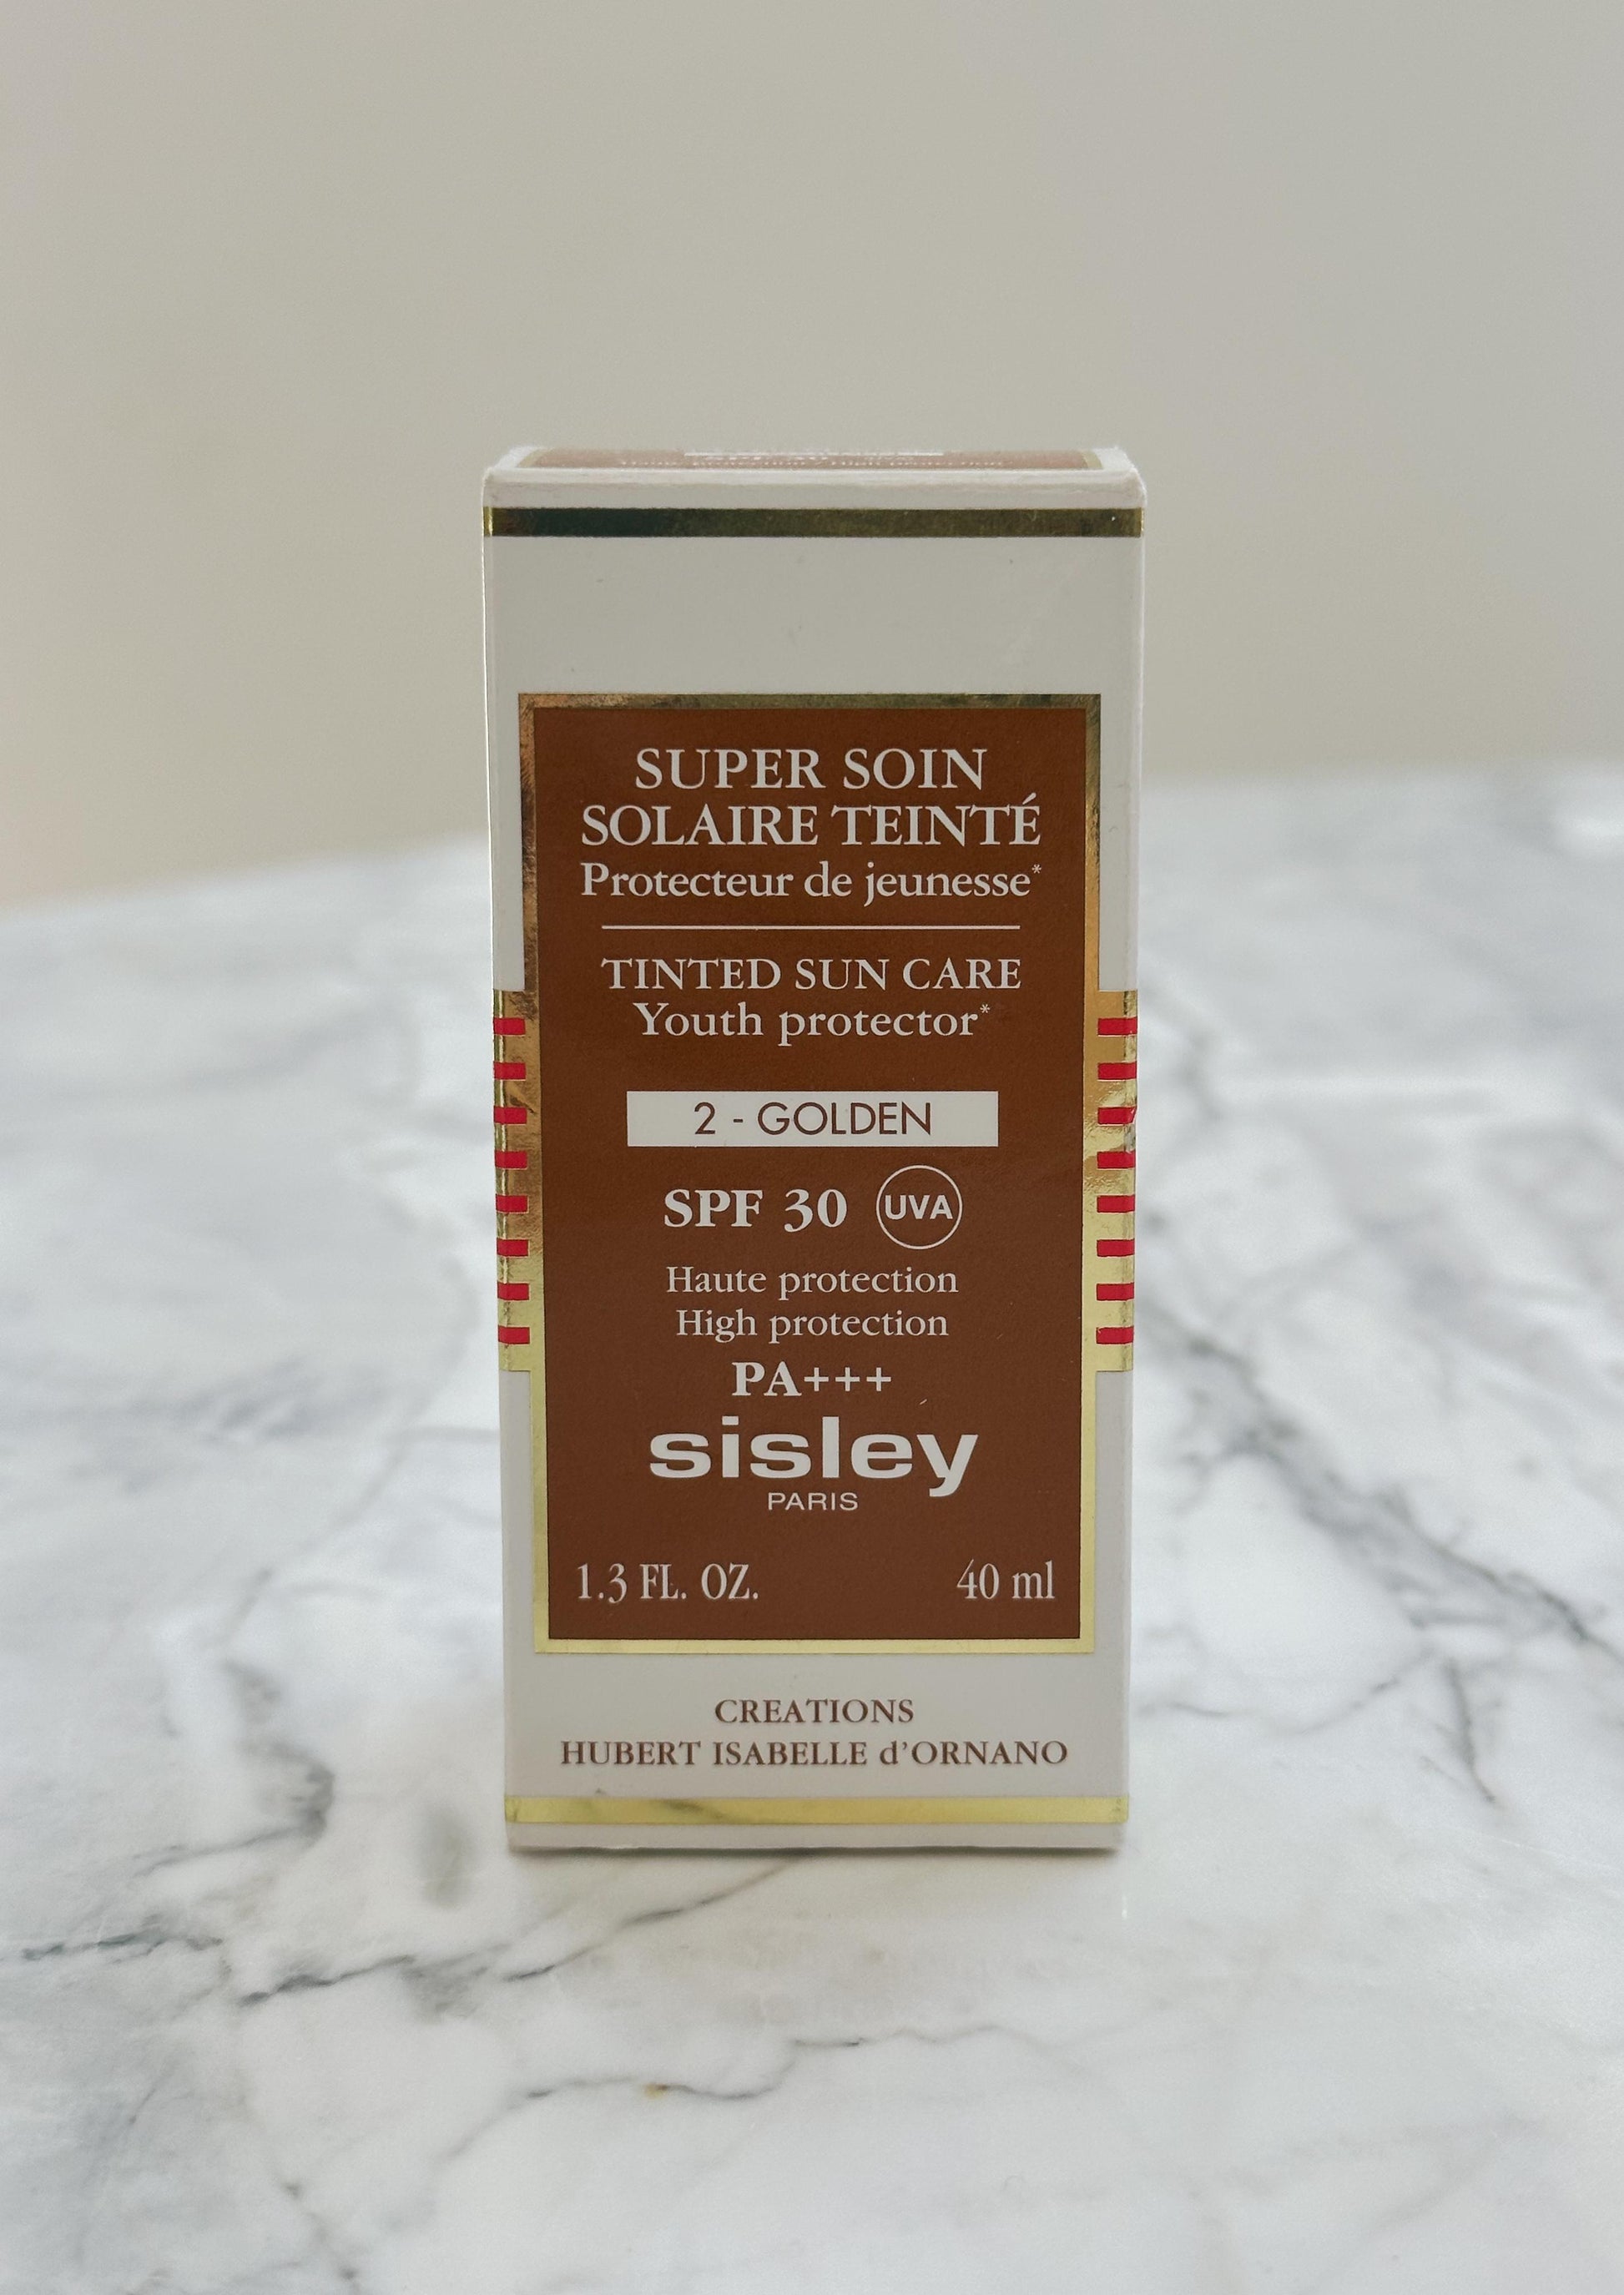 SUPER SOIN
SOLAIRE TEINTÉ
Protecteur de jeunesse*
TINTED SUN CARE
Youth protector*
2 - GOLDEN
SPF 30 UVA
Haute protection
High protection
PA+++
sisley
PARIS
1.3 FL. OZ. 40 ml
CREATIONS
HUBERT ISABELLE d'ORNANO